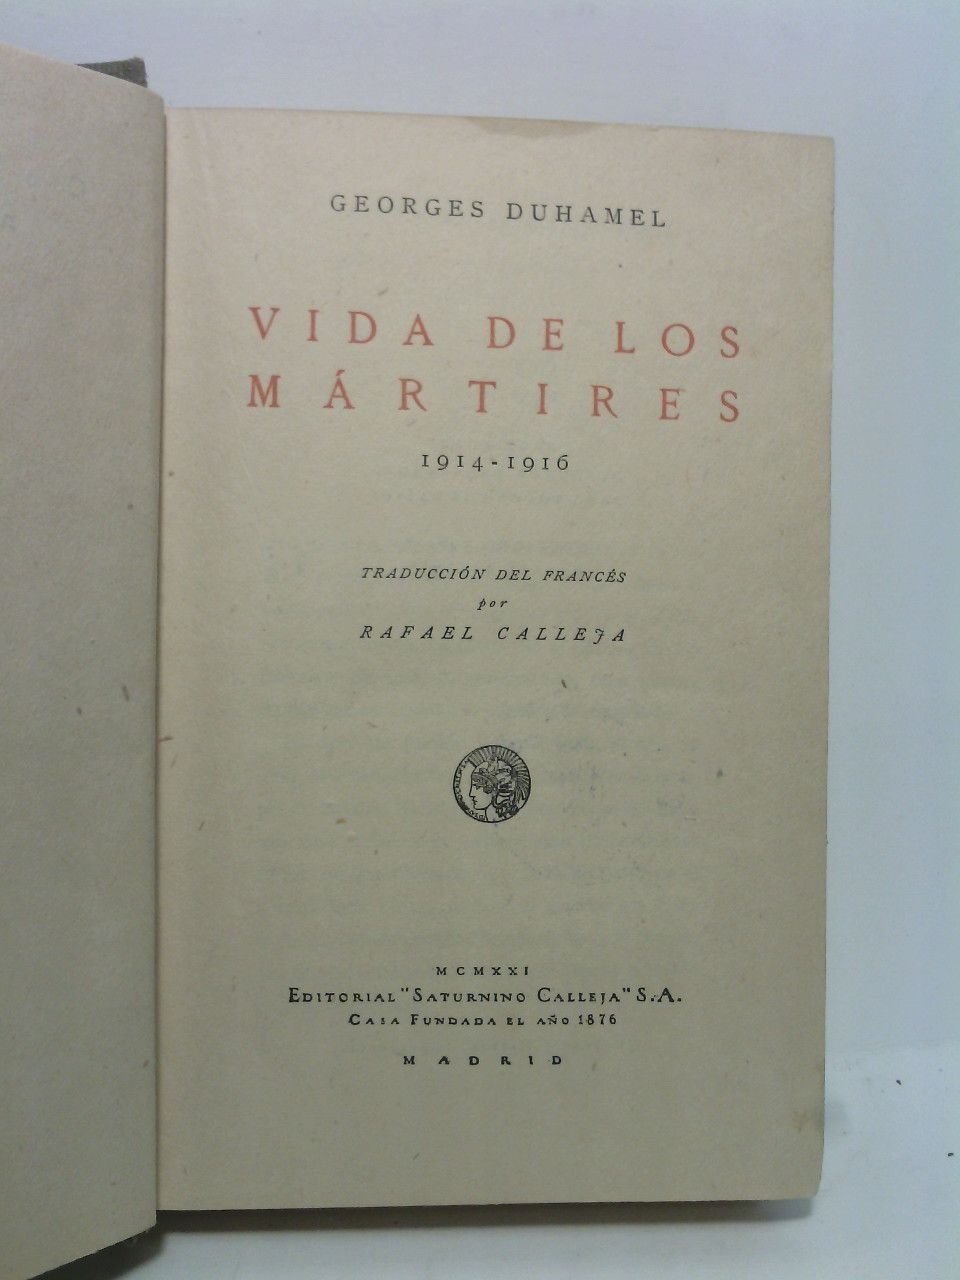 GEORGES DUHAMEL
VIDA DE LOS
MÁRTIRES
1914-1916
TRADUCCIÓN DEL FRANCÉS
por
RAFAEL CALLEJA
MCMXXI
EDITORIAL "SATURNINO CALLEJA" S.A.
CASA FUNDADA EL AÑO 1876
MADRID